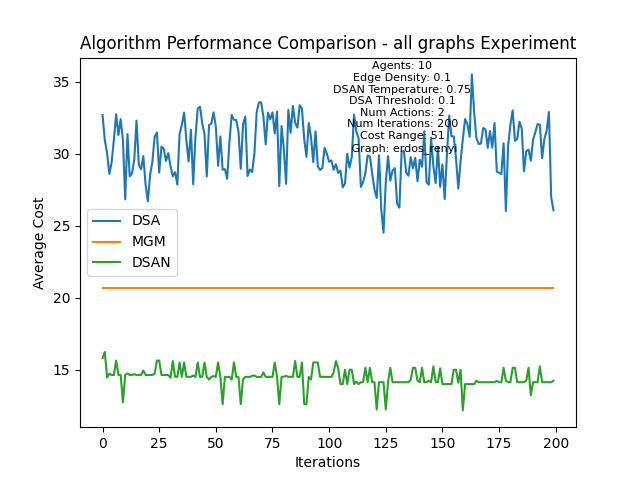 Algorithm Performance Comparison - all graphs Experiment
Agents: 10
Edge Density: 0.1
DSAN Temperature: 0.75
DSA Threshold: 0.1
Num Actions: 2
Num Iterations: 200
Cost Range: 51
Graph: erdos_renyi
35
30
25
20
15
Average Cost
DSA
MGM
DSAN
0
25
50
75
100
125
150
175
200
Iterations